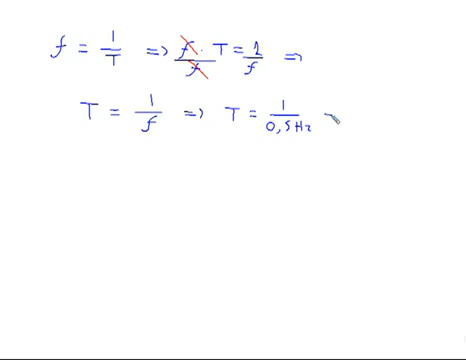 f = 1/T => f · T / f = 1/f =>
T = 1/f => T = 1/0,5Hz